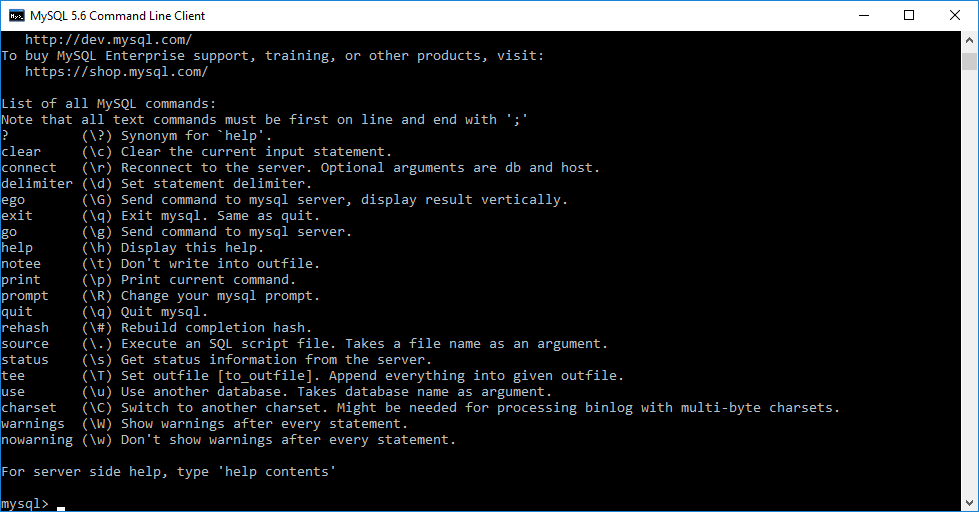 MySQL 5.6 Command Line Client
   http://dev.mysql.com/
To buy MySQL Enterprise support, training, or other products, visit:
   https://shop.mysql.com/

List of all MySQL commands:
Note that all text commands must be first on line and end with ';'
?         (\?) Synonym for `help'.
clear     (\c) Clear the current input statement.
connect   (\r) Reconnect to the server. Optional arguments are db and host.
delimiter (\d) Set statement delimiter.
ego       (\G) Send command to mysql server, display result vertically.
exit      (\q) Exit mysql. Same as quit.
go        (\g) Send command to mysql server.
help      (\h) Display this help.
notee     (\t) Don't write into outfile.
print     (\p) Print current command.
prompt    (\R) Change your mysql prompt.
quit      (\q) Quit mysql.
rehash    (\#) Rebuild completion hash.
source    (\.) Execute an SQL script file. Takes a file name as an argument.
status    (\s) Get status information from the server.
tee       (\T) Set outfile [to_outfile]. Append everything into given outfile.
use       (\u) Use another database. Takes database name as argument.
charset   (\C) Switch to another charset. Might be needed for processing binlog with multi-byte charsets.
warnings  (\W) Show warnings after every statement.
nowarning (\w) Don't show warnings after every statement.

For server side help, type 'help contents'

mysql> _